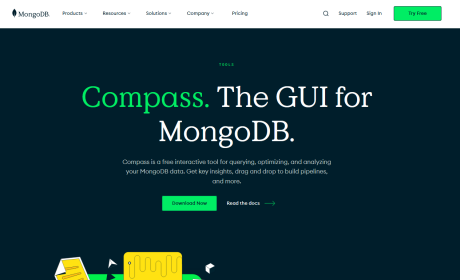 MongoDB.
Products
Resources
Solutions
Company
Pricing
Support
Sign In
Try Free
TOOLS
Compass. The GUI for
MongoDB.
Compass is a free interactive tool for querying, optimizing, and analyzing
your MongoDB data. Get key insights, drag and drop to build pipelines,
and more.
Download Now
Read the docs